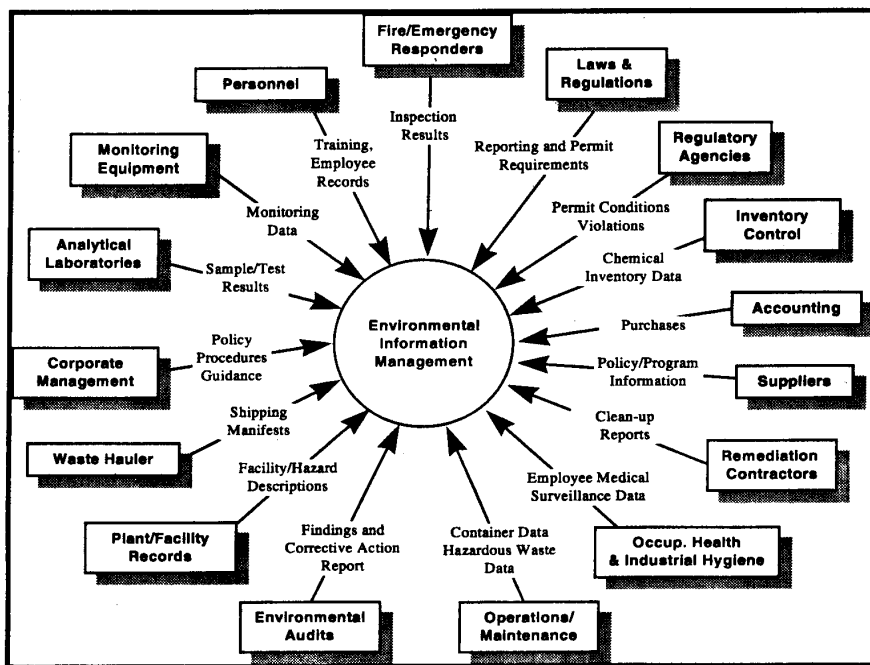 Fire/Emergency
Responders
Inspection
Results
Laws &
Regulations
Reporting and Permit
Requirements
Regulatory
Agencies
Permit Conditions
Violations
Inventory
Control
Chemical
Inventory Data
Accounting
Purchases
Suppliers
Policy/Program
Information
Remediation
Contractors
Clean-up
Reports
Occup. Health
& Industrial Hygiene
Employee Medical
Surveillance Data
Operations/
Maintenance
Container Data
Hazardous Waste
Data
Environmental
Audits
Findings and
Corrective Action
Report
Plant/Facility
Records
Facility/Hazard
Descriptions
Waste Hauler
Shipping
Manifests
Corporate
Management
Policy
Procedures
Guidance
Analytical
Laboratories
Sample/Test
Results
Monitoring
Equipment
Monitoring
Data
Personnel
Training,
Employee
Records
Environmental
Information
Management